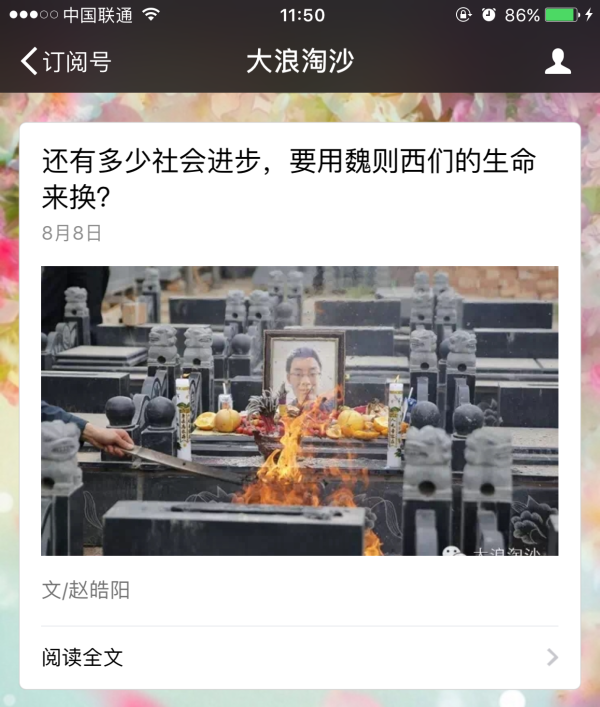 中国联通 11:50 86%
订阅号 大浪淘沙
还有多少社会进步，要用魏则西们的生命
来换？
8月8日
大浪淘沙
文/赵皓阳
阅读全文